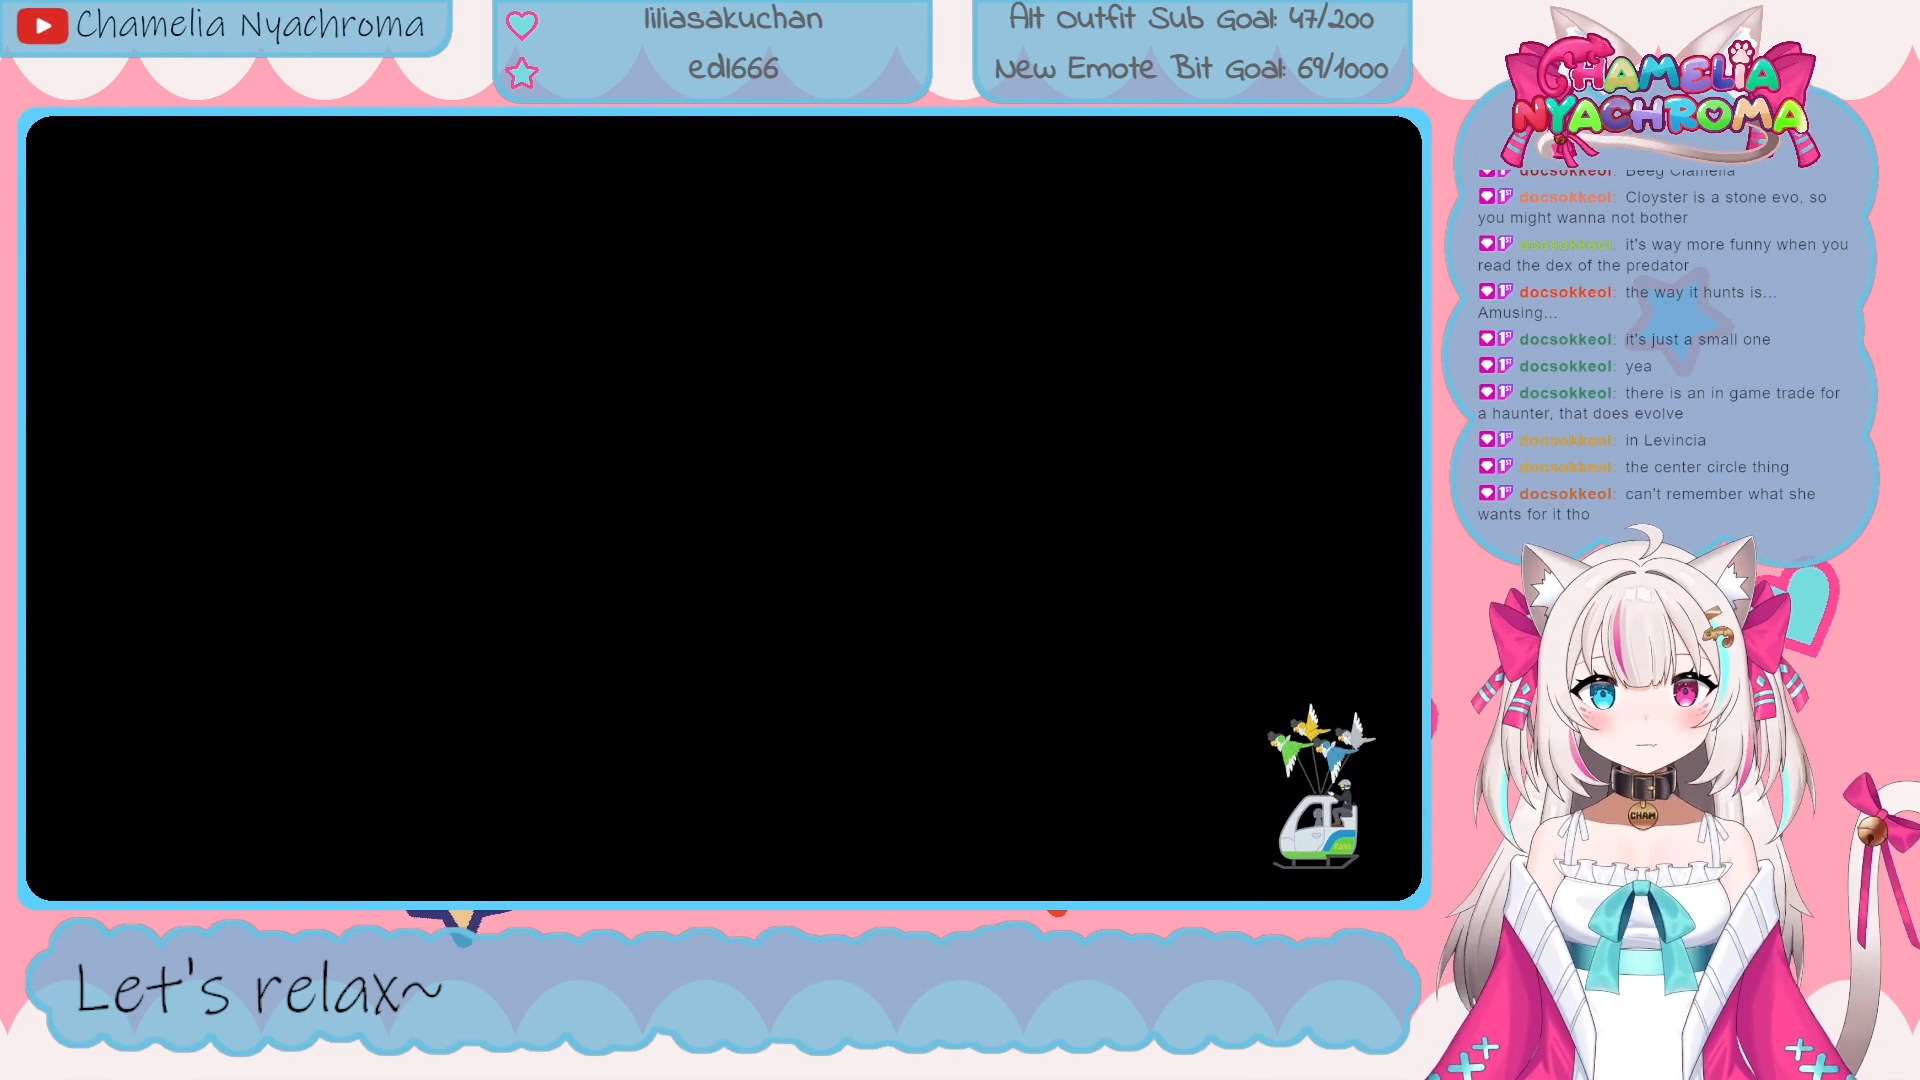 Chamelia Nyachroma
liliasakuchan
edl666
Alt Outfit Sub Goal: 47/200
New Emote Bit Goal: 69/1000
CHAMELIA
NYACHROMA
docsokkeol: Beeg Clamelia
docsokkeol: Cloyster is a stone evo, so
you might wanna not bother
docsokkeol: it's way more funny when you
read the dex of the predator
docsokkeol: the way it hunts is...
Amusing...
docsokkeol: it's just a small one
docsokkeol: yea
docsokkeol: there is an in game trade for
a haunter, that does evolve
docsokkeol: in Levincia
docsokkeol: the center circle thing
docsokkeol: can't remember what she
wants for it tho
CHAM
Let's relax~